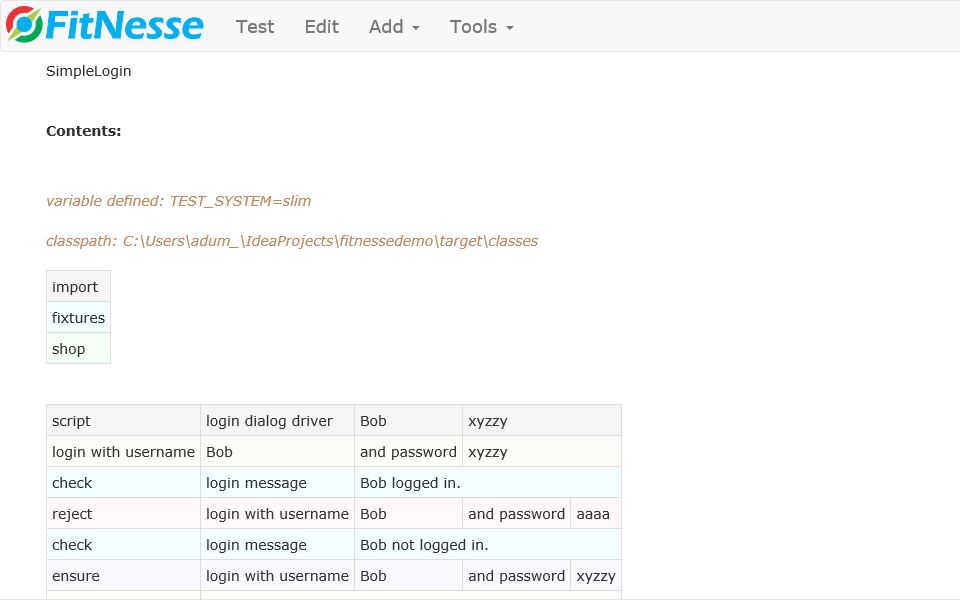 FitNesse Test Edit Add Tools
SimpleLogin
Contents:
variable defined: TEST_SYSTEM=slim
classpath: C:\Users\adum_\IdeaProjects\fitnessedemo\target\classes
import
fixtures
shop
script login dialog driver Bob xyzzy
login with username Bob and password xyzzy
check login message Bob logged in.
reject login with username Bob and password aaaa
check login message Bob not logged in.
ensure login with username Bob and password xyzzy